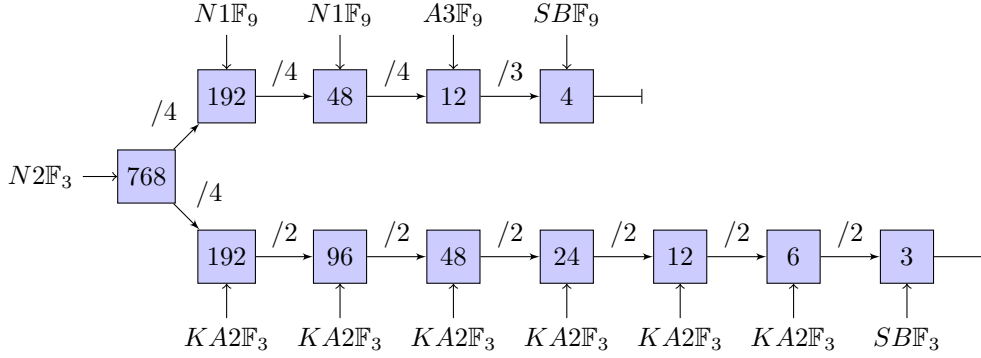 N1𝔽₉ N1𝔽₉ A3𝔽₉ SB𝔽₉
/4 /4 /3
192 48 12 4
/4
N2𝔽₃ 768
/4
/2 /2 /2 /2 /2 /2
192 96 48 24 12 6 3
KA2𝔽₃ KA2𝔽₃ KA2𝔽₃ KA2𝔽₃ KA2𝔽₃ KA2𝔽₃ SB𝔽₃